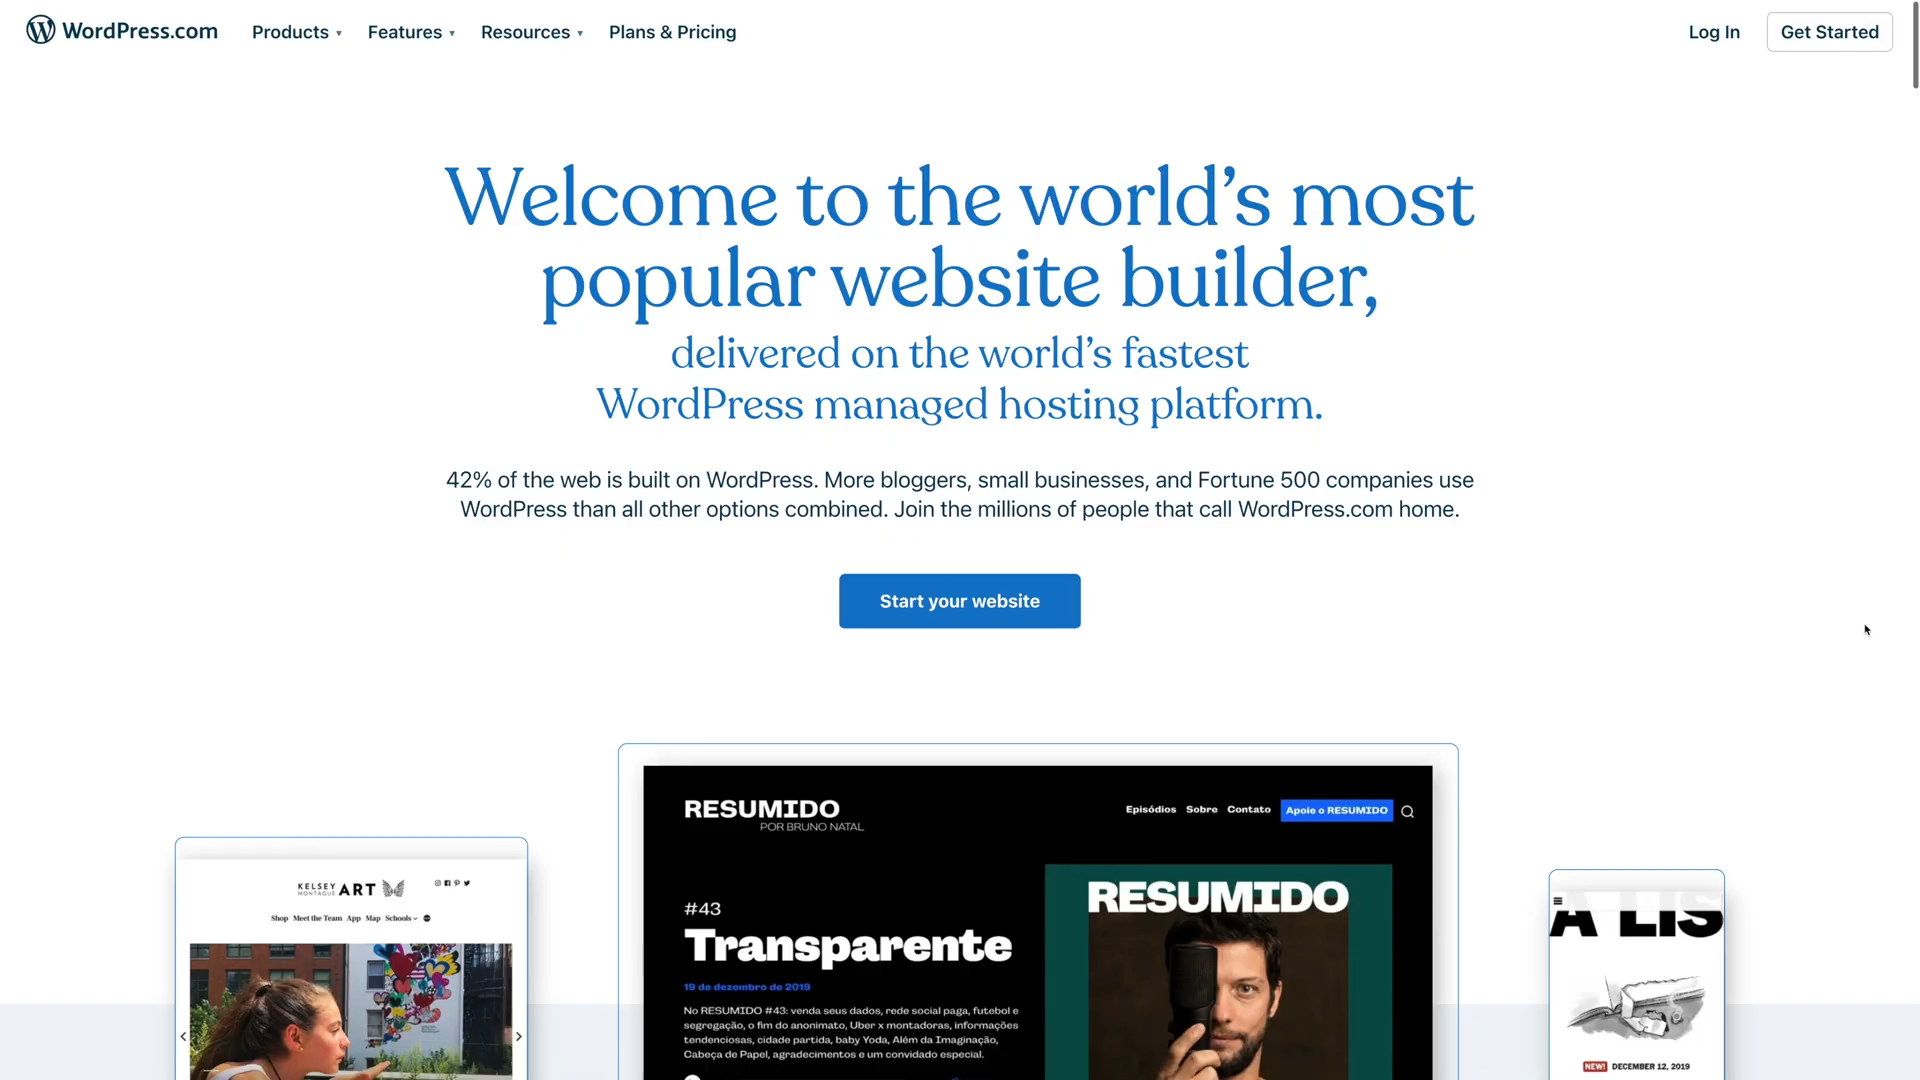 WordPress.com Products Features Resources Plans & Pricing Log In Get Started
Welcome to the world’s most
popular website builder,
delivered on the world’s fastest
WordPress managed hosting platform.
42% of the web is built on WordPress. More bloggers, small businesses, and Fortune 500 companies use
WordPress than all other options combined. Join the millions of people that call WordPress.com home.
Start your website
KELSEY MONTAGUE ART
Shop Meet the Team App Map Schools
RESUMIDO
POR BRUNO NATAL
Episódios Sobre Contato Apoie o RESUMIDO
#43
Transparente
19 de dezembro de 2019
No RESUMIDO #43: venda seus dados, rede social paga, futebol e
segregação, o fim do anonimato, Uber x montadoras, informações
tendenciosas, cidade partida, baby Yoda, Além da Imaginação,
Cabeça de Papel, agradecimentos e um convidado especial.
RESUMIDO
A LIS
NEW! DECEMBER 12, 2019